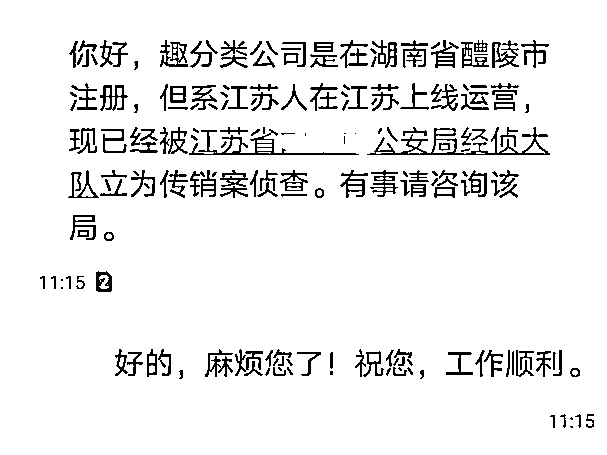 你好，趣分类公司是在湖南省醴陵市
注册，但系江苏人在江苏上线运营，
现已经被江苏省 公安局经侦大
队立为传销案侦查。有事请咨询该
局。
11:15 2
好的，麻烦您了！祝您，工作顺利。
11:15